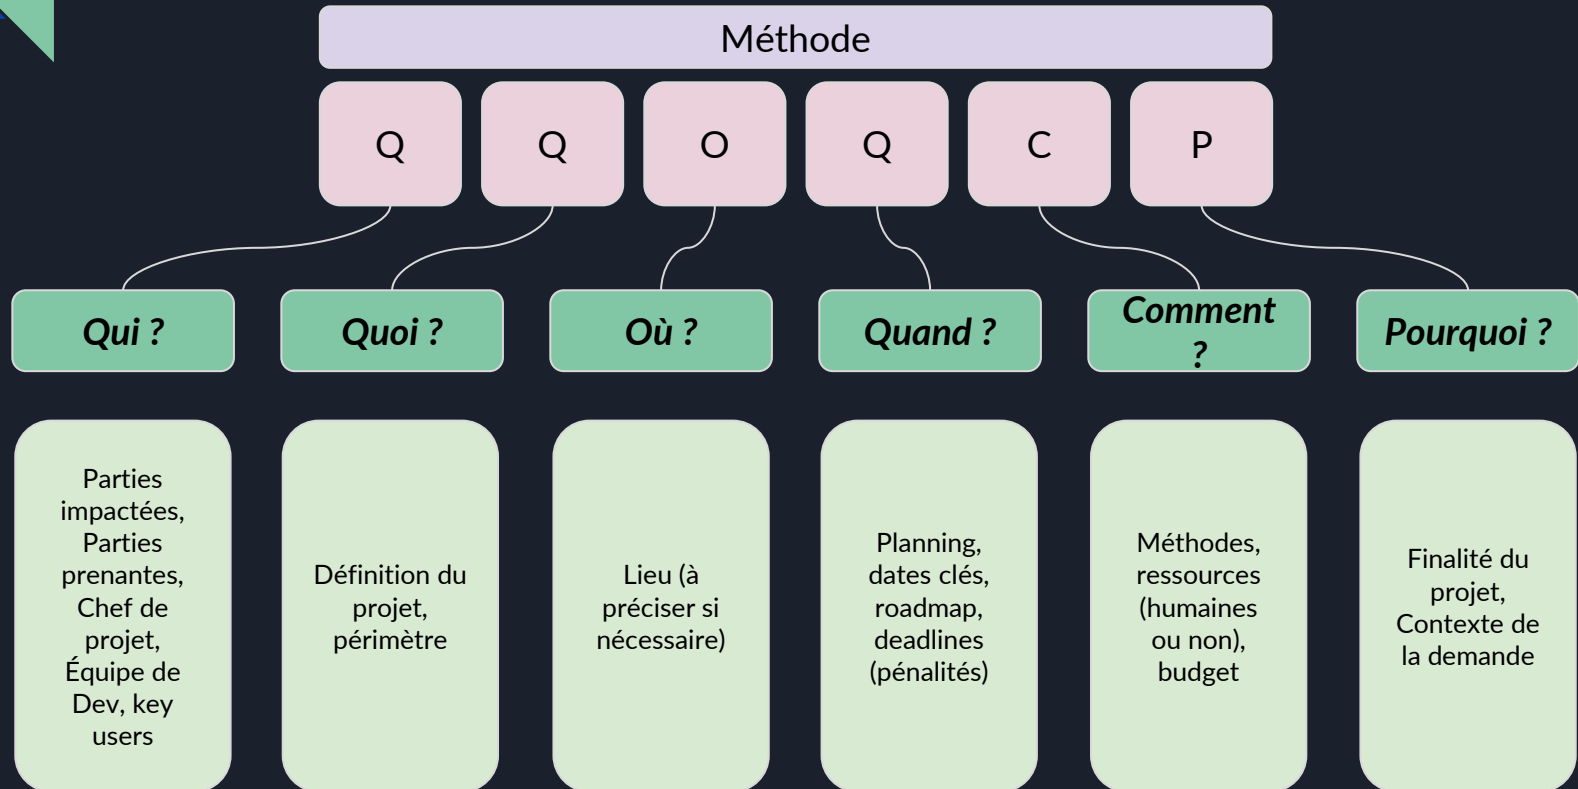 Méthode
Q
Q
O
Q
C
P
Qui ?
Quoi ?
Où ?
Quand ?
Comment
?
Pourquoi ?
Parties
impactées,
Parties
prenantes,
Chef de
projet,
Équipe de
Dev, key
users
Définition du
projet,
périmètre
Lieu (à
préciser si
nécessaire)
Planning,
dates clés,
roadmap,
deadlines
(pénalités)
Méthodes,
ressources
(humaines
ou non),
budget
Finalité du
projet,
Contexte de
la demande